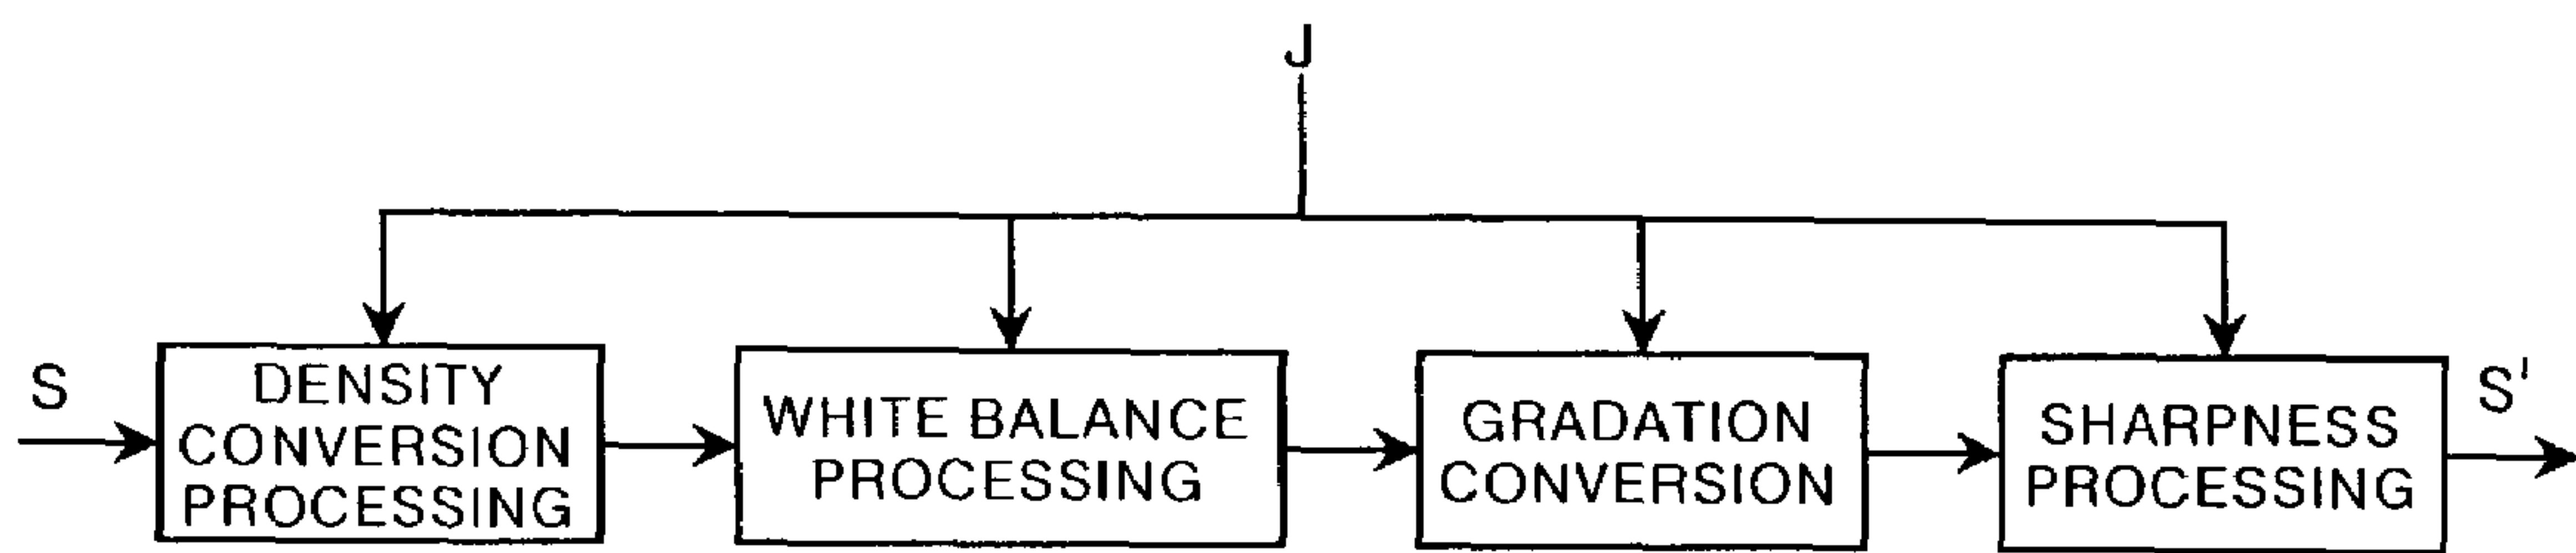 J
S
DENSITY
CONVERSION
PROCESSING
WHITE BALANCE
PROCESSING
GRADATION
CONVERSION
SHARPNESS
PROCESSING
S'